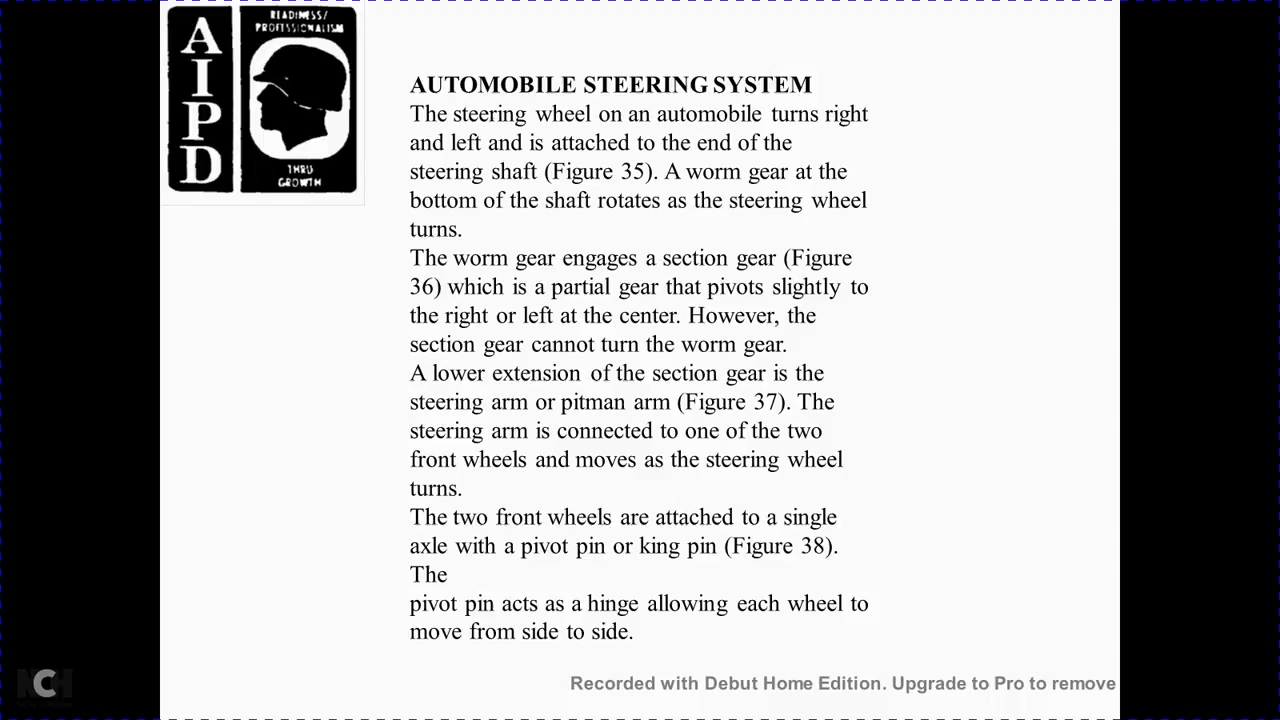 AIPD
READINESS/
PROFESSIONALISM
THRU
GROWTH
AUTOMOBILE STEERING SYSTEM
The steering wheel on an automobile turns right
and left and is attached to the end of the
steering shaft (Figure 35). A worm gear at the
bottom of the shaft rotates as the steering wheel
turns.
The worm gear engages a section gear (Figure
36) which is a partial gear that pivots slightly to
the right or left at the center. However, the
section gear cannot turn the worm gear.
A lower extension of the section gear is the
steering arm or pitman arm (Figure 37). The
steering arm is connected to one of the two
front wheels and moves as the steering wheel
turns.
The two front wheels are attached to a single
axle with a pivot pin or king pin (Figure 38).
The
pivot pin acts as a hinge allowing each wheel to
move from side to side.
NCH
Recorded with Debut Home Edition. Upgrade to Pro to remove